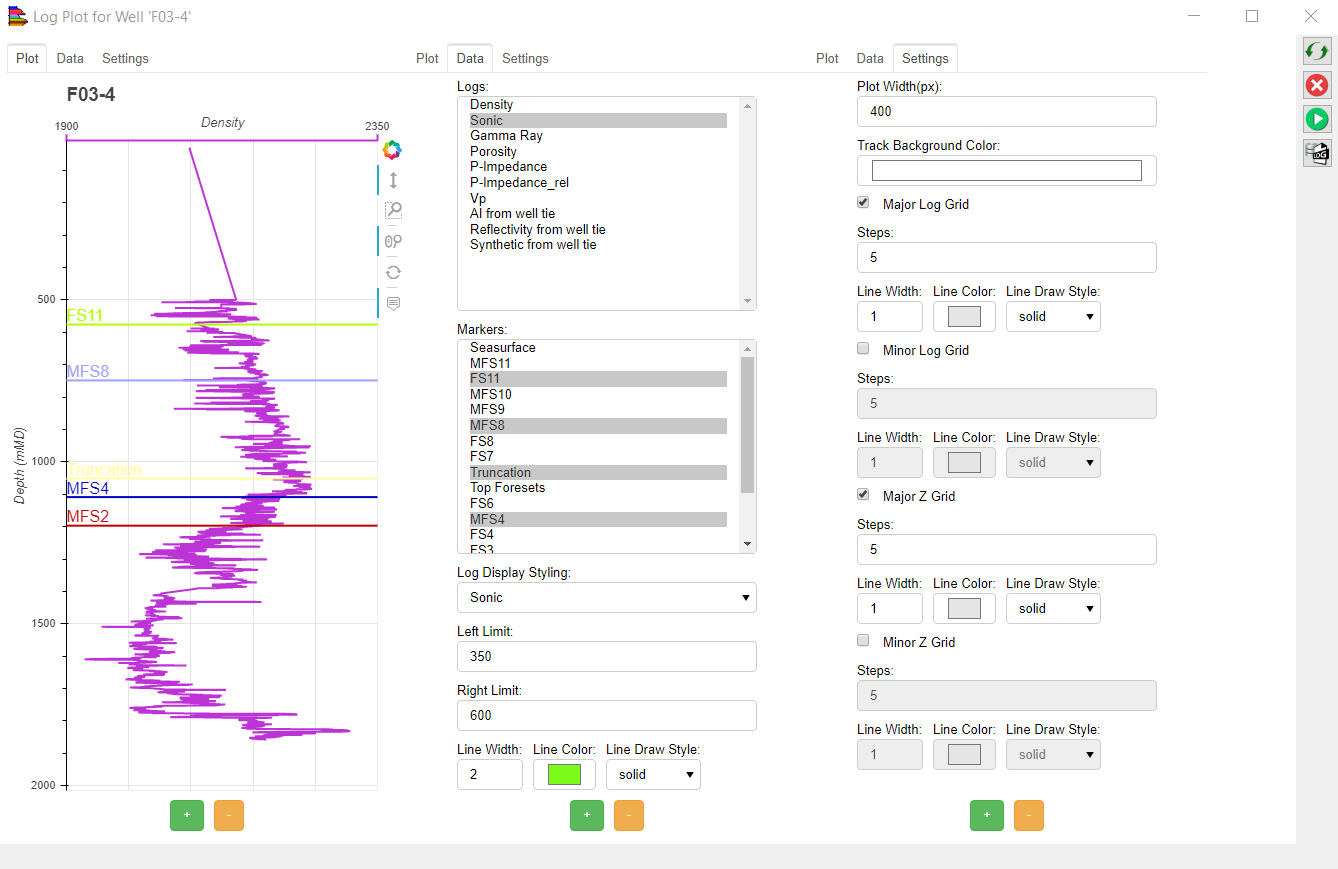 Log Plot for Well 'F03-4'
Plot Data Settings
F03-4
1900 Density 2350
500
FS11
MFS8
1000
Truncation
MFS4
MFS2
1500
2000
Depth (mMD)
+ -
Plot Data Settings
Logs:
Density
Sonic
Gamma Ray
Porosity
P-Impedance
P-Impedance_rel
Vp
AI from well tie
Reflectivity from well tie
Synthetic from well tie
Markers:
Seasurface
MFS11
FS11
MFS10
MFS9
MFS8
FS8
FS7
Truncation
Top Foresets
FS6
MFS4
FS4
FS3
Log Display Styling:
Sonic
Left Limit:
350
Right Limit:
600
Line Width: Line Color: Line Draw Style:
2 solid
+ -
Plot Data Settings
Plot Width(px):
400
Track Background Color:
Major Log Grid
Steps:
5
Line Width: Line Color: Line Draw Style:
1 solid
Minor Log Grid
Steps:
5
Line Width: Line Color: Line Draw Style:
1 solid
Major Z Grid
Steps:
5
Line Width: Line Color: Line Draw Style:
1 solid
Minor Z Grid
Steps:
5
Line Width: Line Color: Line Draw Style:
1 solid
+ -
LOG